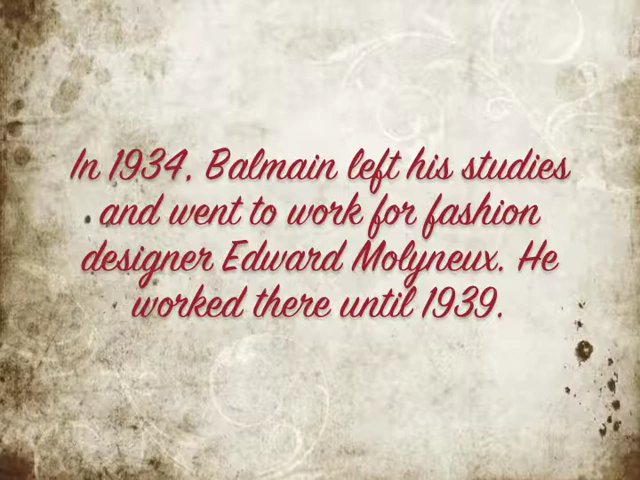 In 1934, Balmain left his studies
and went to work for fashion
designer Edward Molyneux. He
worked there until 1939.